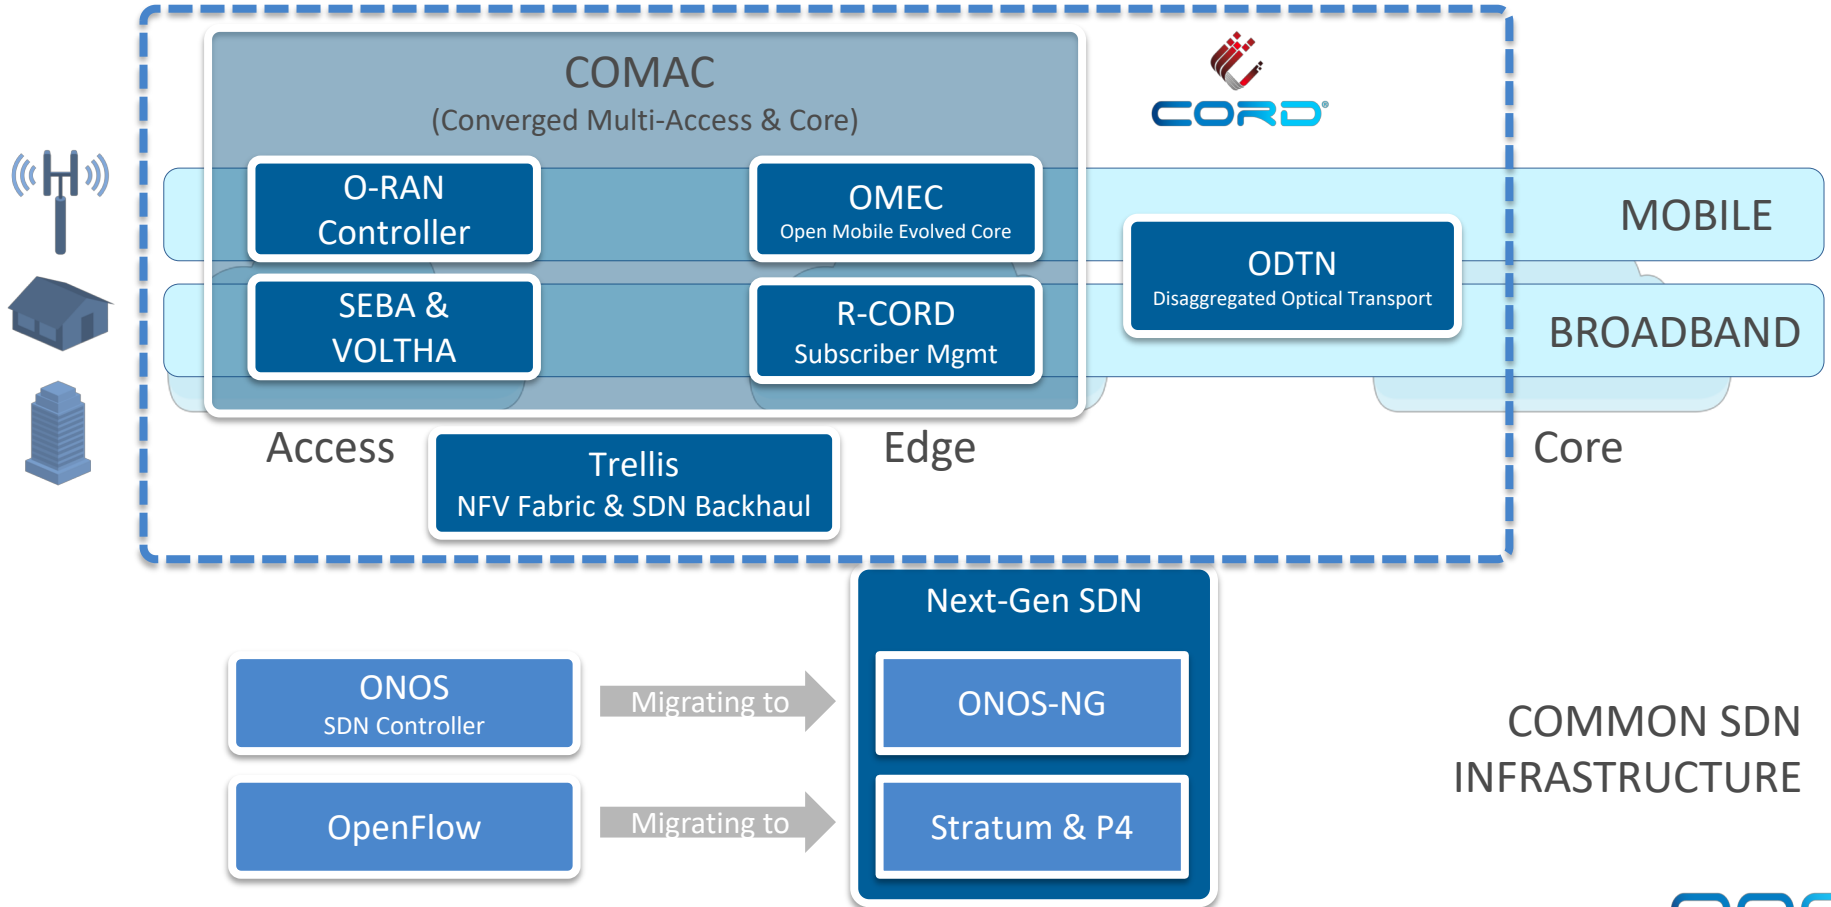 COMAC
(Converged Multi-Access & Core)
CORD®
O-RAN
Controller
OMEC
Open Mobile Evolved Core
MOBILE
ODTN
Disaggregated Optical Transport
SEBA &
VOLTHA
R-CORD
Subscriber Mgmt
BROADBAND
Access
Edge
Core
Trellis
NFV Fabric & SDN Backhaul
Next-Gen SDN
ONOS
SDN Controller
Migrating to
ONOS-NG
COMMON SDN
INFRASTRUCTURE
OpenFlow
Migrating to
Stratum & P4